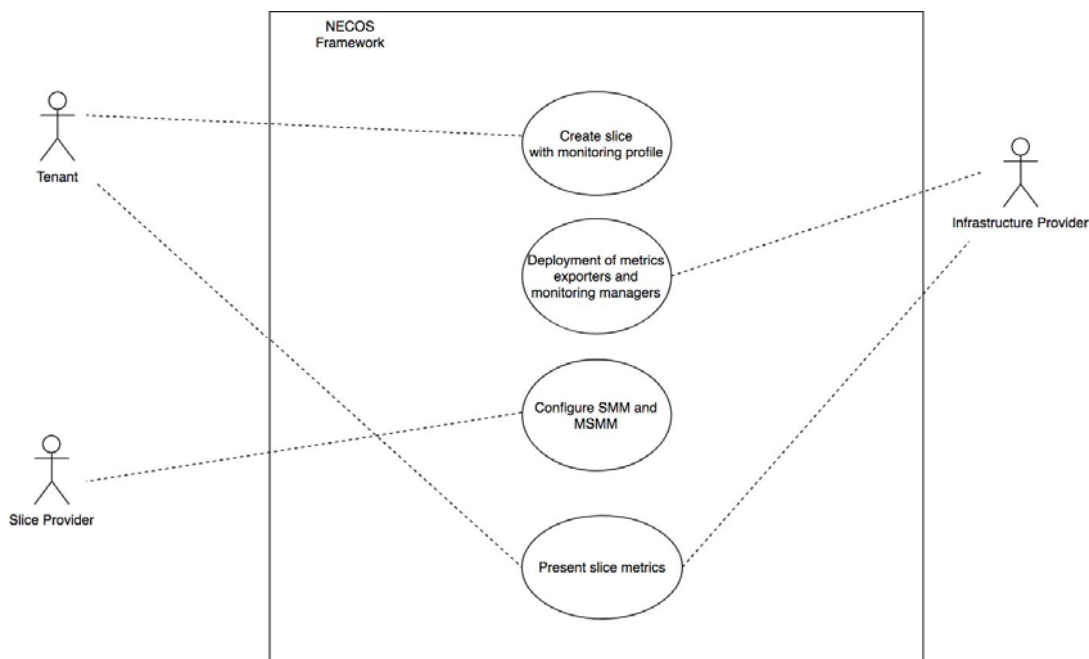 NECOS
Framework
Create slice
with monitoring profile
Tenant
Infrastructure Provider
Deployment of metrics
exporters and
monitoring managers
Configure SMM and
MSMM
Slice Provider
Present slice metrics